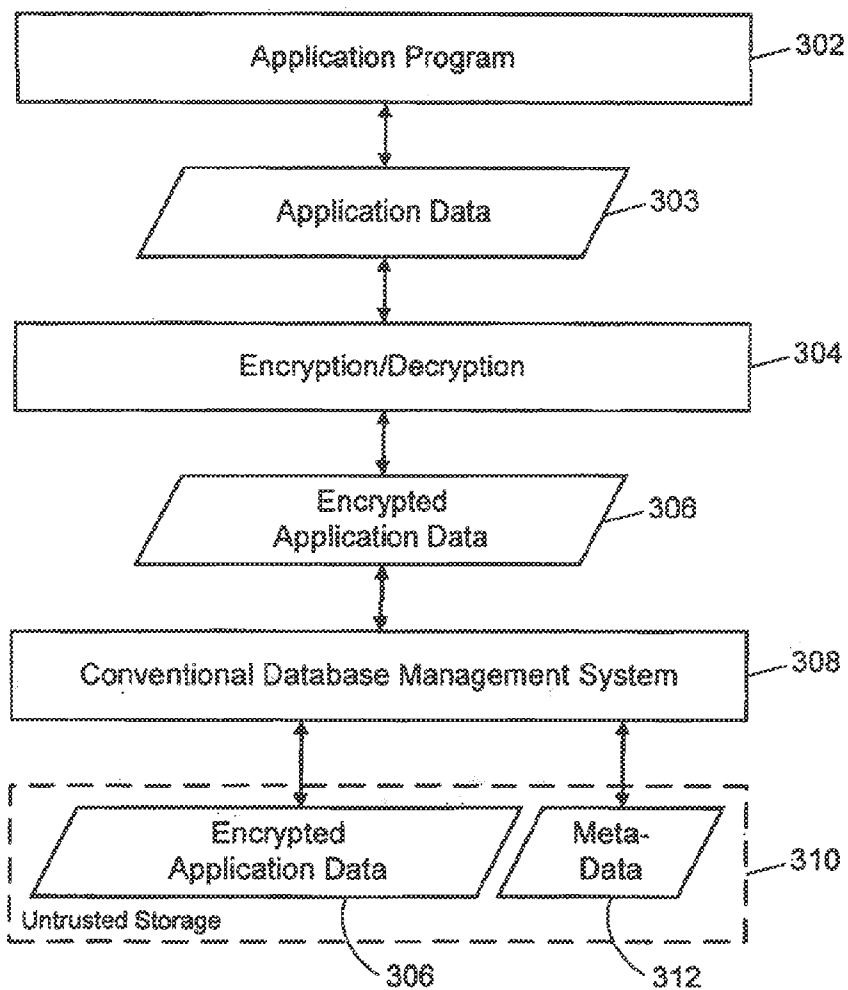 Application Program
302
Application Data
303
Encryption/Decryption
304
Encrypted
Application Data
306
Conventional Database Management System
308
Encrypted
Application Data
Meta-
Data
310
Untrusted Storage
306
312